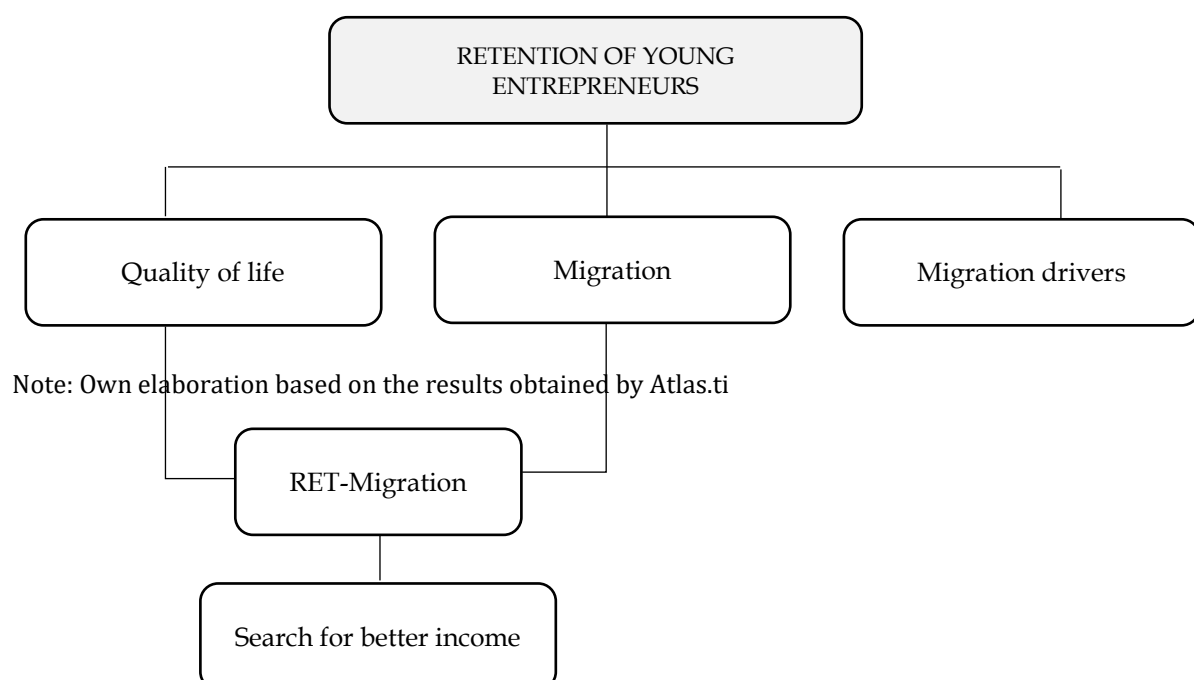 RETENTION OF YOUNG
ENTREPRENEURS
Quality of life
Migration
Migration drivers
Note: Own elaboration based on the results obtained by Atlas.ti
RET-Migration
Search for better income